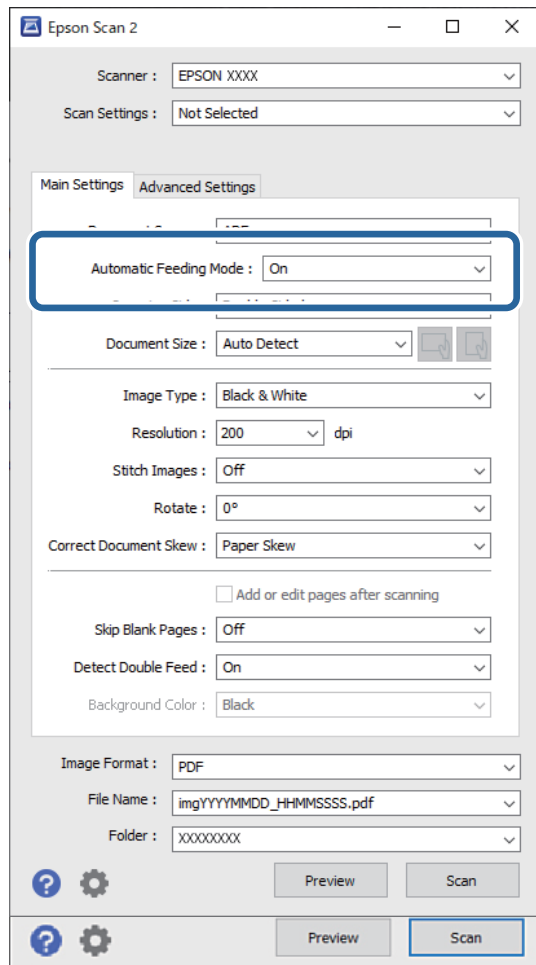 Epson Scan 2
Scanner : EPSON XXXX
Scan Settings : Not Selected
Main Settings Advanced Settings
Automatic Feeding Mode : On
Document Size : Auto Detect
Image Type : Black & White
Resolution : 200 dpi
Stitch Images : Off
Rotate : 0°
Correct Document Skew : Paper Skew
Add or edit pages after scanning
Skip Blank Pages : Off
Detect Double Feed : On
Background Color : Black
Image Format : PDF
File Name : imgYYYYMMDD_HHMMSSSS.pdf
Folder : XXXXXXXX
? Preview Scan
? Preview Scan